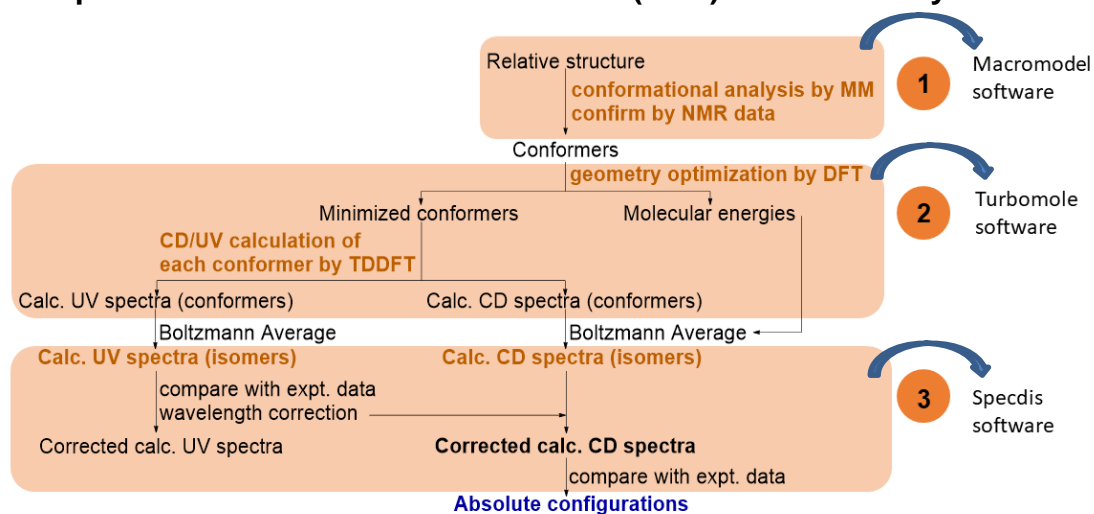 Relative structure
conformational analysis by MM
confirm by NMR data
1
Macromodel
software
Conformers
geometry optimization by DFT
Minimized conformers
Molecular energies
2
Turbomole
software
CD/UV calculation of
each conformer by TDDFT
Calc. UV spectra (conformers)
Calc. CD spectra (conformers)
Boltzmann Average
Boltzmann Average
Calc. UV spectra (isomers)
Calc. CD spectra (isomers)
compare with expt. data
wavelength correction
3
Specdis
software
Corrected calc. UV spectra
Corrected calc. CD spectra
compare with expt. data
Absolute configurations